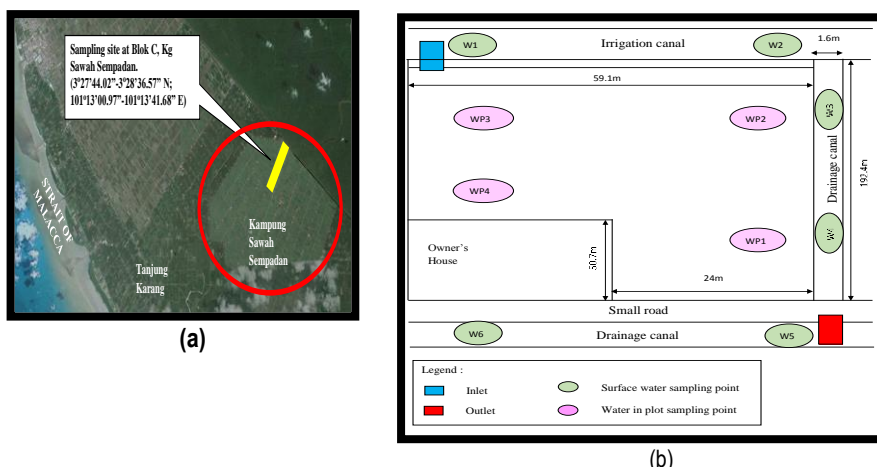 Sampling site at Blok C, Kg
Sawah Sempadan.
(3°27'44.02"-3°28'36.57" N;
101°13'00.97"-101°13'41.68" E)
STRAIT OF
MALACCA
Tanjung
Karang
Kampung
Sawah
Sempadan
(a)
W1
Irrigation canal
W2
1.6m
59.1m
WP3
WP2
W3
Drainage canal
192.4m
WP4
W4
WP1
Owner's
House
50.7m
24m
Small road
W6
Drainage canal
W5
Legend :
Inlet
Surface water sampling point
Outlet
Water in plot sampling point
(b)